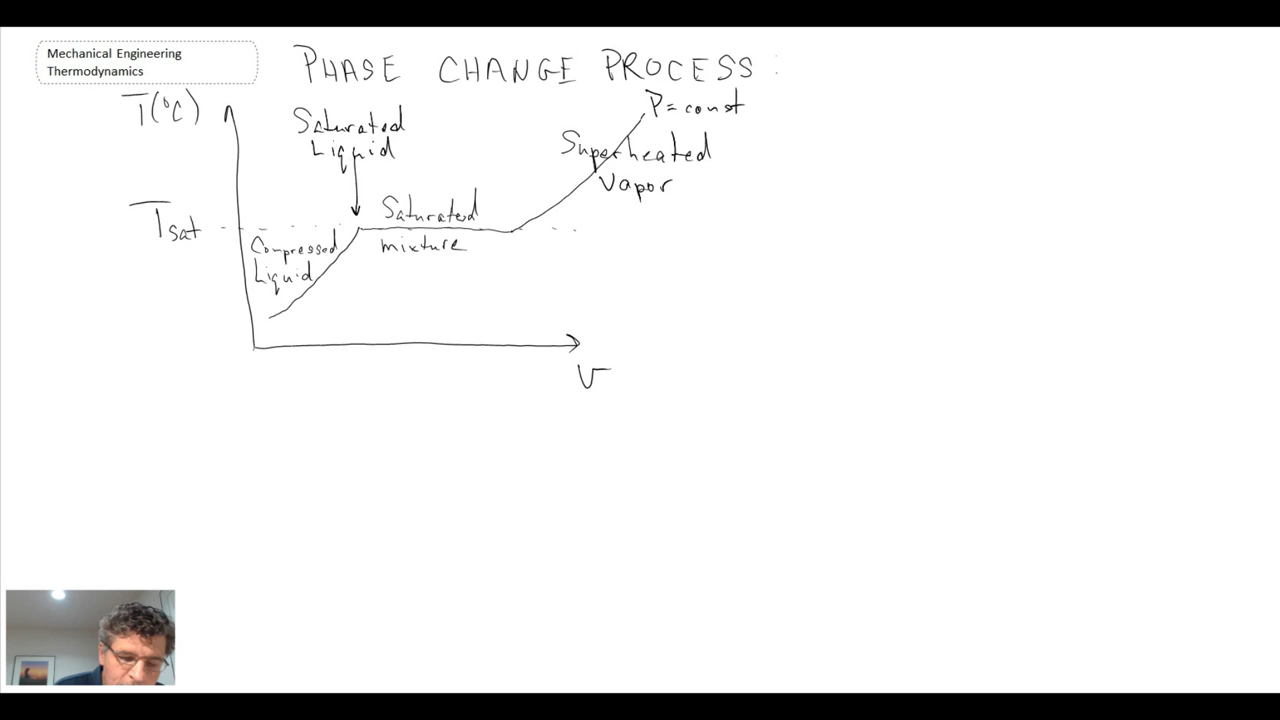 Mechanical Engineering
Thermodynamics
PHASE CHANGE PROCESS :
T(°C)
P = const
Saturated
Liquid
Superheated
Vapor
Tsat
Saturated
mixture
Compressed
Liquid
v